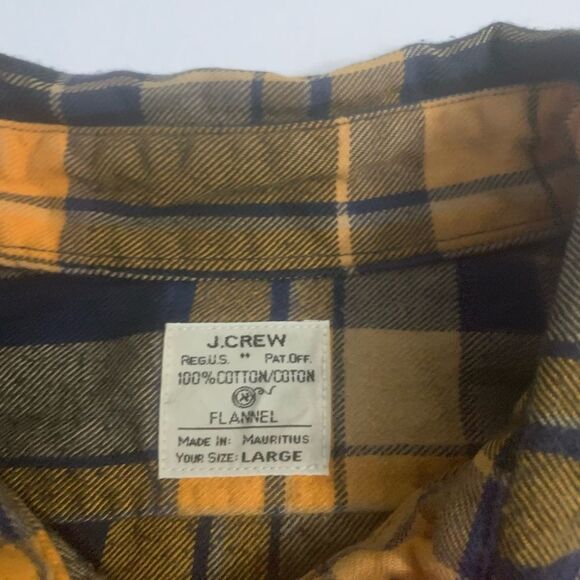 J.CREW
REG.U.S. " PAT.OFF.
100% COTTON/COTON
FLANNEL
MADE IN: MAURITIUS
YOUR SIZE: LARGE